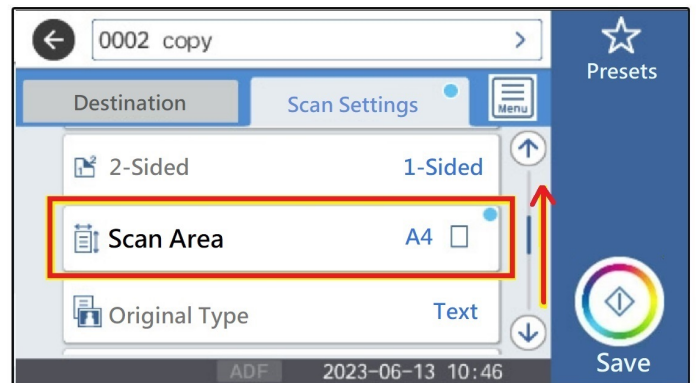 0002 copy
Presets
Destination
Scan Settings
Menu
2-Sided
1-Sided
Scan Area
A4
Original Type
Text
ADF
2023-06-13 10:46
Save